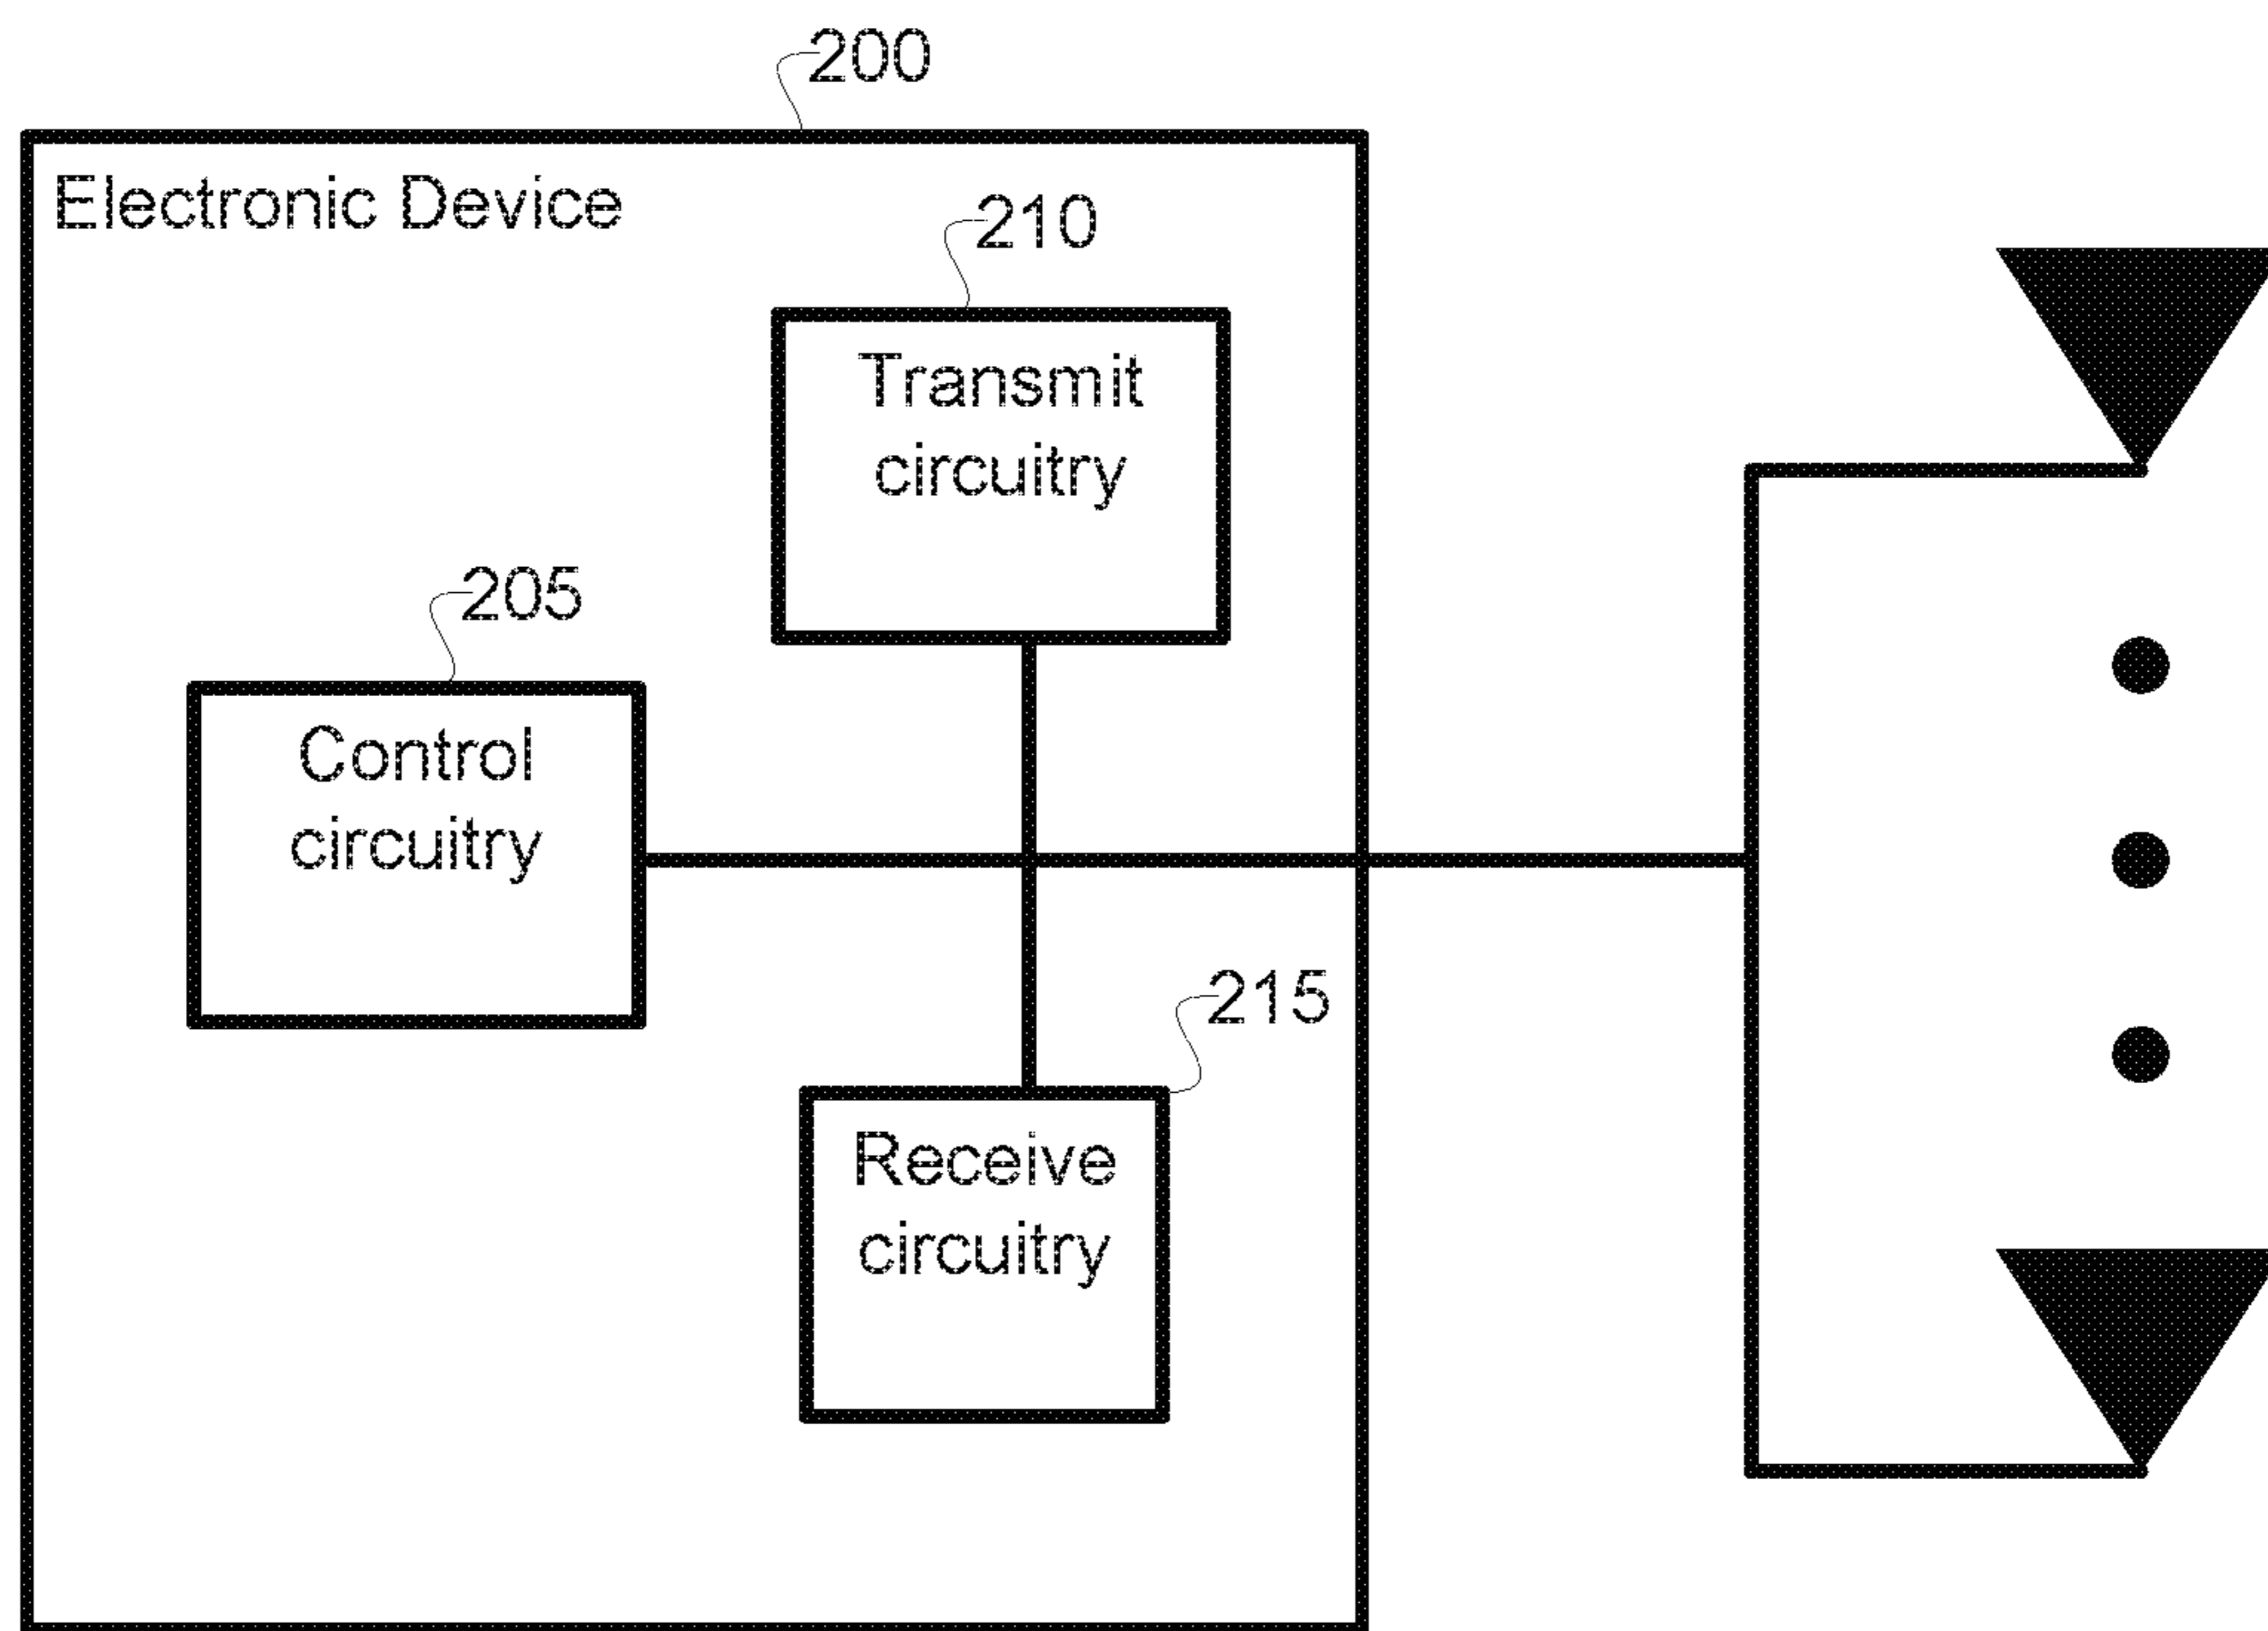 200
Electronic Device
210
Transmit
circuitry
205
Control
circuitry
215
Receive
circuitry